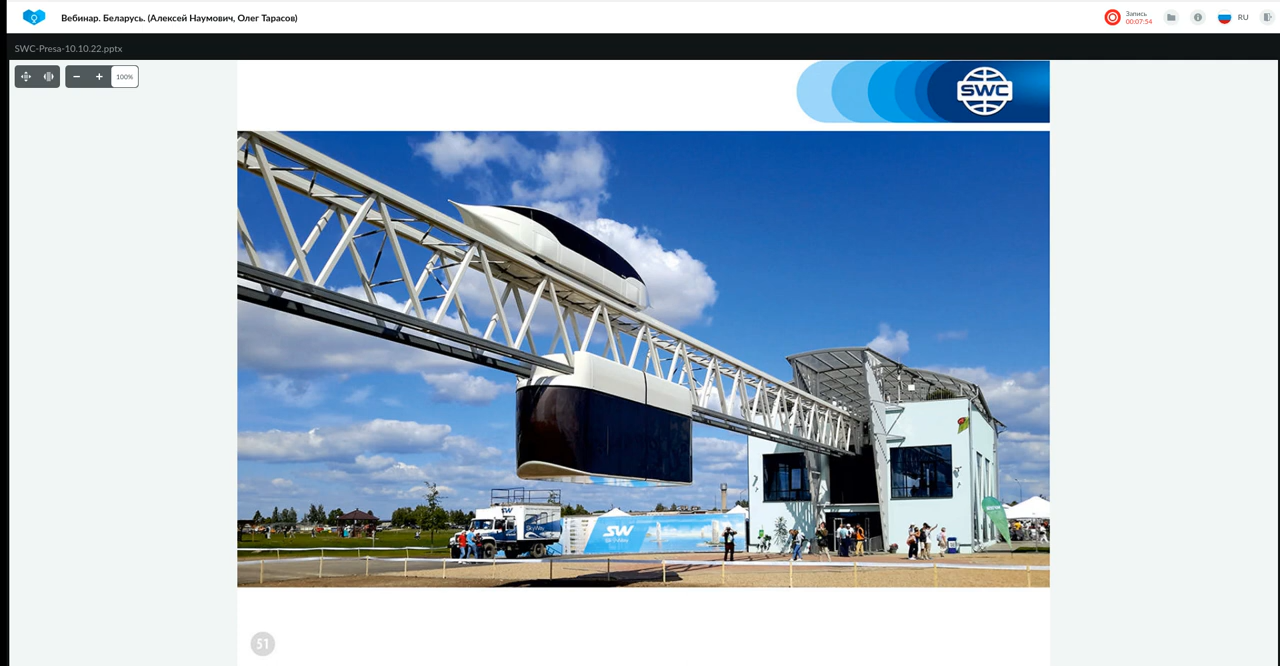 Вебинар. Беларусь. (Алексей Наумович, Олег Тарасов)
Запись
00:07:54
RU
SWC-Presa-10.10.22.pptx
100%
SWC
SW
SkyWay
SW
51